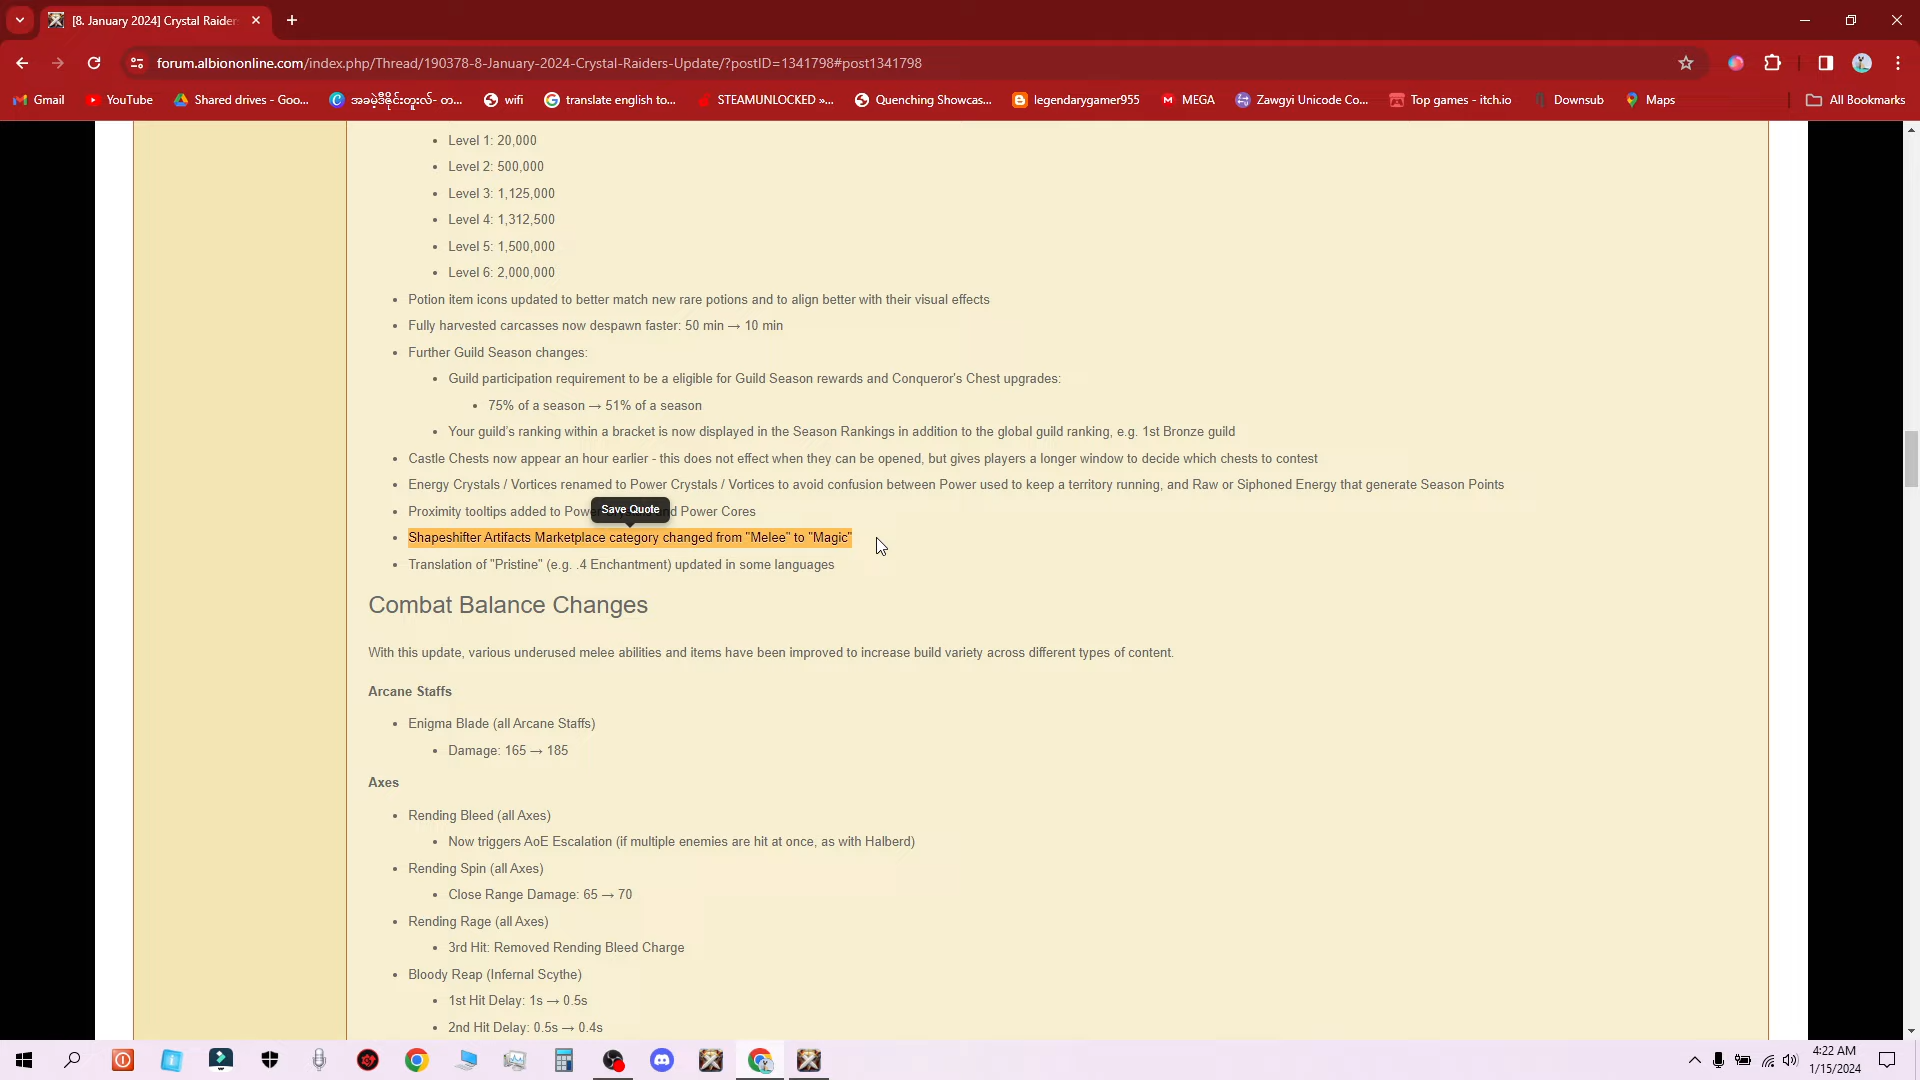 [8. January 2024] Crystal Raider
forum.albiononline.com/index.php/Thread/190378-8-January-2024-Crystal-Raiders-Update/?postID=1341798#post1341798
Gmail YouTube Shared drives - Goo... wifi translate english to... STEAMUNLOCKED »... Quenching Showcas... legendarygamer955 MEGA Zawgyi Unicode Co... Top games - itch.io Downsub Maps All Bookmarks
Level 1: 20,000
Level 2: 500,000
Level 3: 1,125,000
Level 4: 1,312,500
Level 5: 1,500,000
Level 6: 2,000,000
Potion item icons updated to better match new rare potions and to align better with their visual effects
Fully harvested carcasses now despawn faster: 50 min → 10 min
Further Guild Season changes:
Guild participation requirement to be a eligible for Guild Season rewards and Conqueror's Chest upgrades:
75% of a season → 51% of a season
Your guild's ranking within a bracket is now displayed in the Season Rankings in addition to the global guild ranking, e.g. 1st Bronze guild
Castle Chests now appear an hour earlier - this does not effect when they can be opened, but gives players a longer window to decide which chests to contest
Energy Crystals / Vortices renamed to Power Crystals / Vortices to avoid confusion between Power used to keep a territory running, and Raw or Siphoned Energy that generate Season Points
Save Quote
Proximity tooltips added to Power and Power Cores
Shapeshifter Artifacts Marketplace category changed from "Melee" to "Magic"
Translation of "Pristine" (e.g. .4 Enchantment) updated in some languages
Combat Balance Changes
With this update, various underused melee abilities and items have been improved to increase build variety across different types of content.
Arcane Staffs
Enigma Blade (all Arcane Staffs)
Damage: 165 → 185
Axes
Rending Bleed (all Axes)
Now triggers AoE Escalation (if multiple enemies are hit at once, as with Halberd)
Rending Spin (all Axes)
Close Range Damage: 65 → 70
Rending Rage (all Axes)
3rd Hit: Removed Rending Bleed Charge
Bloody Reap (Infernal Scythe)
1st Hit Delay: 1s → 0.5s
2nd Hit Delay: 0.5s → 0.4s
4:22 AM
1/15/2024